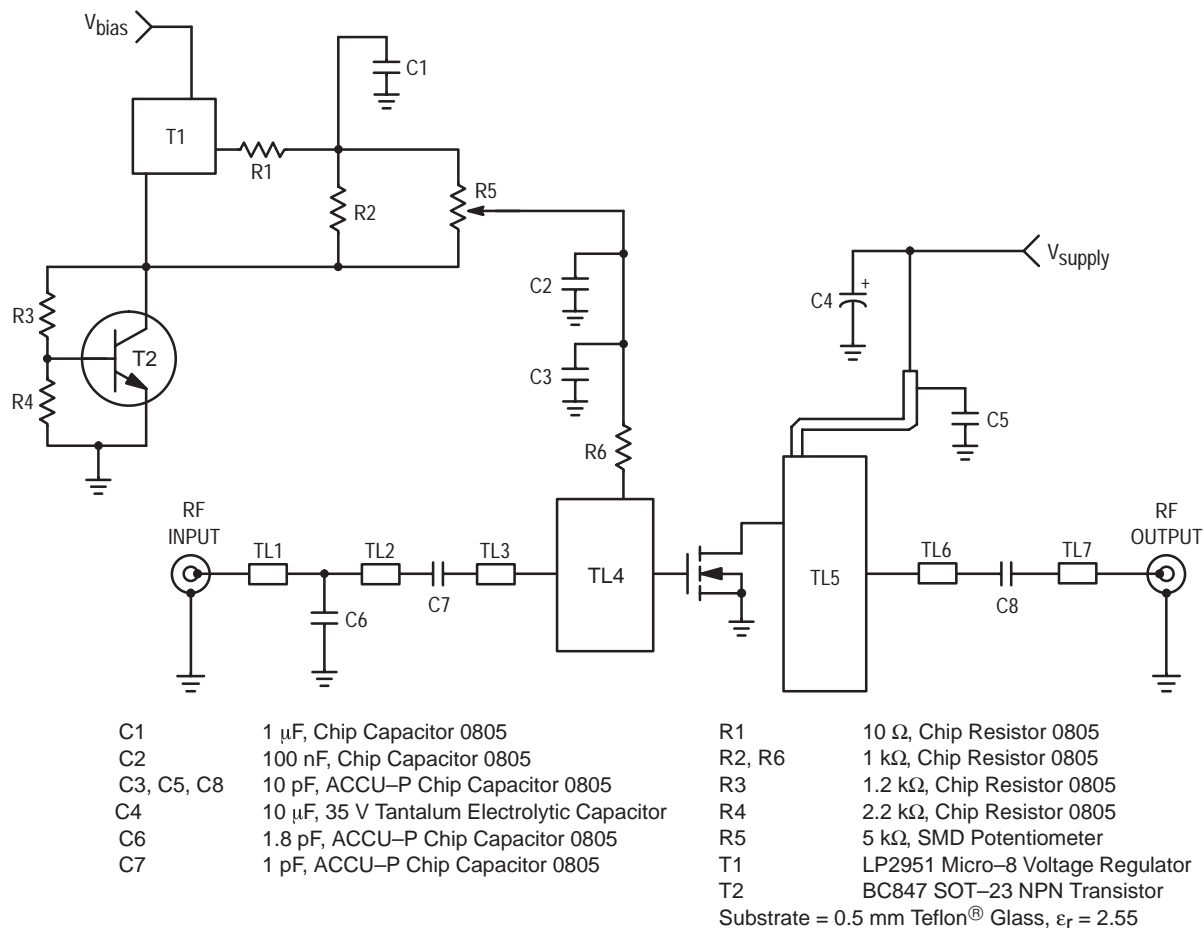 Vbias
C1
T1
R1
R2
R5
Vsupply
C2
C4
+
R3
T2
C3
R4
C5
R6
RF
INPUT
RF
OUTPUT
TL1
TL2
TL3
TL4
TL5
TL6
TL7
C6
C7
C8
C1 1 μF, Chip Capacitor 0805
C2 100 nF, Chip Capacitor 0805
C3, C5, C8 10 pF, ACCU–P Chip Capacitor 0805
C4 10 μF, 35 V Tantalum Electrolytic Capacitor
C6 1.8 pF, ACCU–P Chip Capacitor 0805
C7 1 pF, ACCU–P Chip Capacitor 0805
R1 10 Ω, Chip Resistor 0805
R2, R6 1 kΩ, Chip Resistor 0805
R3 1.2 kΩ, Chip Resistor 0805
R4 2.2 kΩ, Chip Resistor 0805
R5 5 kΩ, SMD Potentiometer
T1 LP2951 Micro–8 Voltage Regulator
T2 BC847 SOT–23 NPN Transistor
Substrate = 0.5 mm Teflon® Glass, εr = 2.55